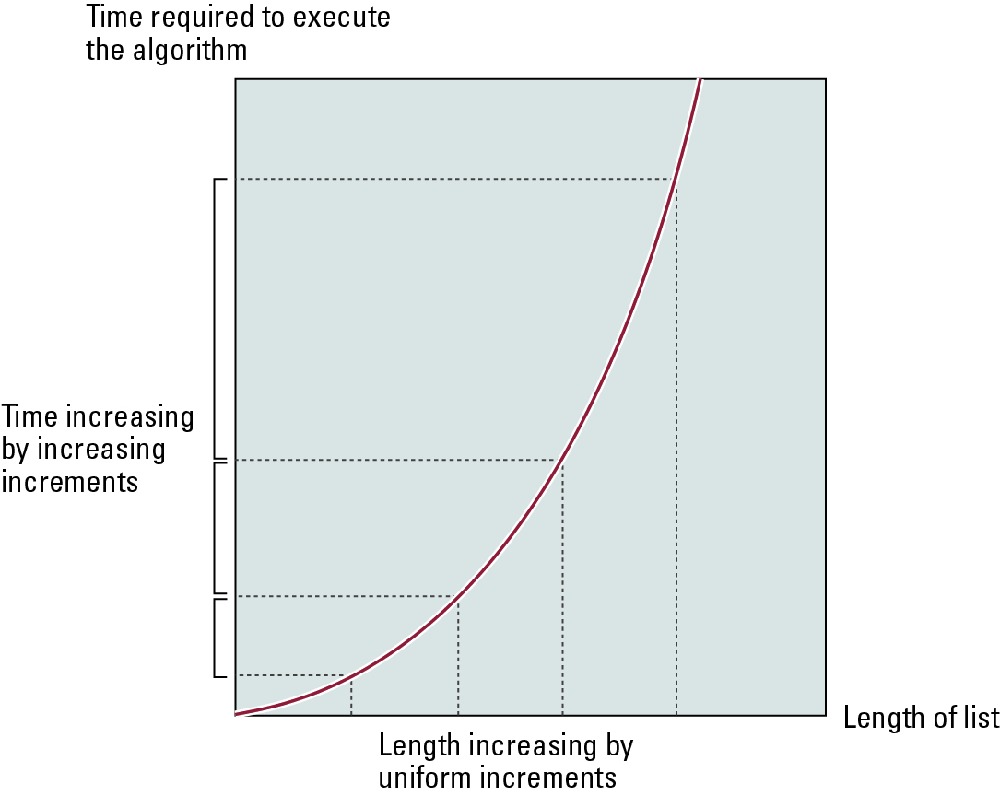 Time required to execute
the algorithm
Time increasing
by increasing
increments
Length of list
Length increasing by
uniform increments